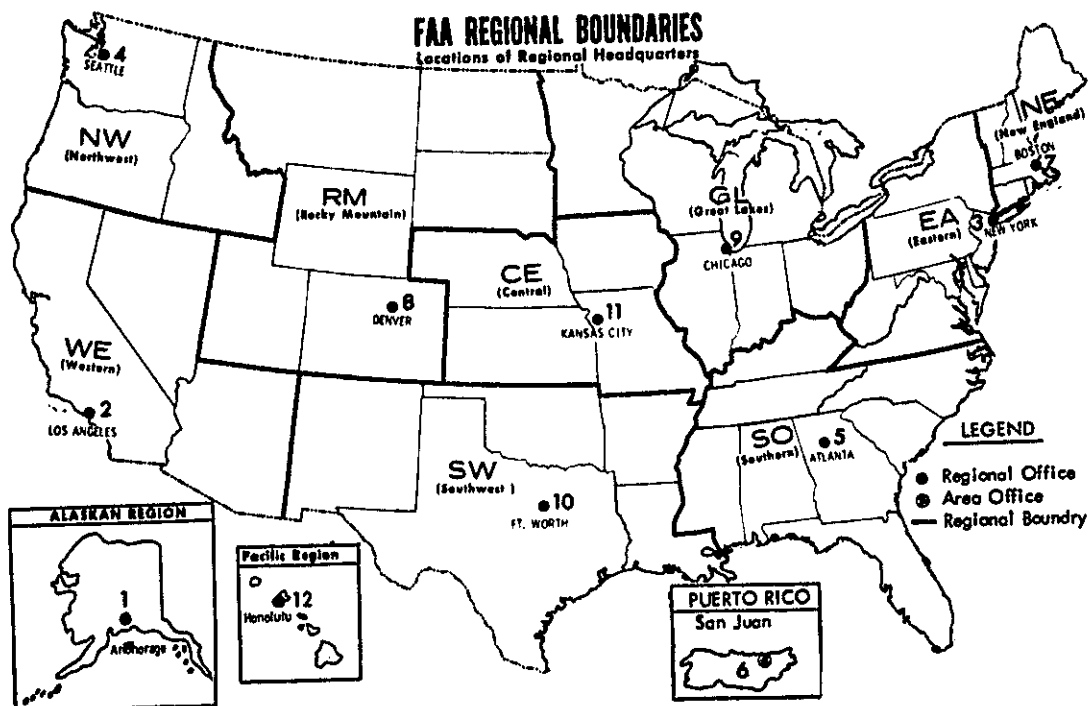 FAA REGIONAL BOUNDARIES
Locations of Regional Headquarters
4
SEATTLE
NW
(Northwest)
RM
(Rocky Mountain)
GL
(Great Lakes)
NE
(New England)
BOSTON
7
EA
(Eastern)
3
NEW YORK
9
CHICAGO
CE
(Central)
8
DENVER
11
KANSAS CITY
WE
(Western)
2
LOS ANGELES
SW
(Southwest )
10
FT. WORTH
SO
(Southern)
5
ATLANTA
LEGEND
Regional Office
Area Office
Regional Boundry
ALASKAN REGION
1
Anchorage
Pacific Region
12
Honolulu
PUERTO RICO
San Juan
6